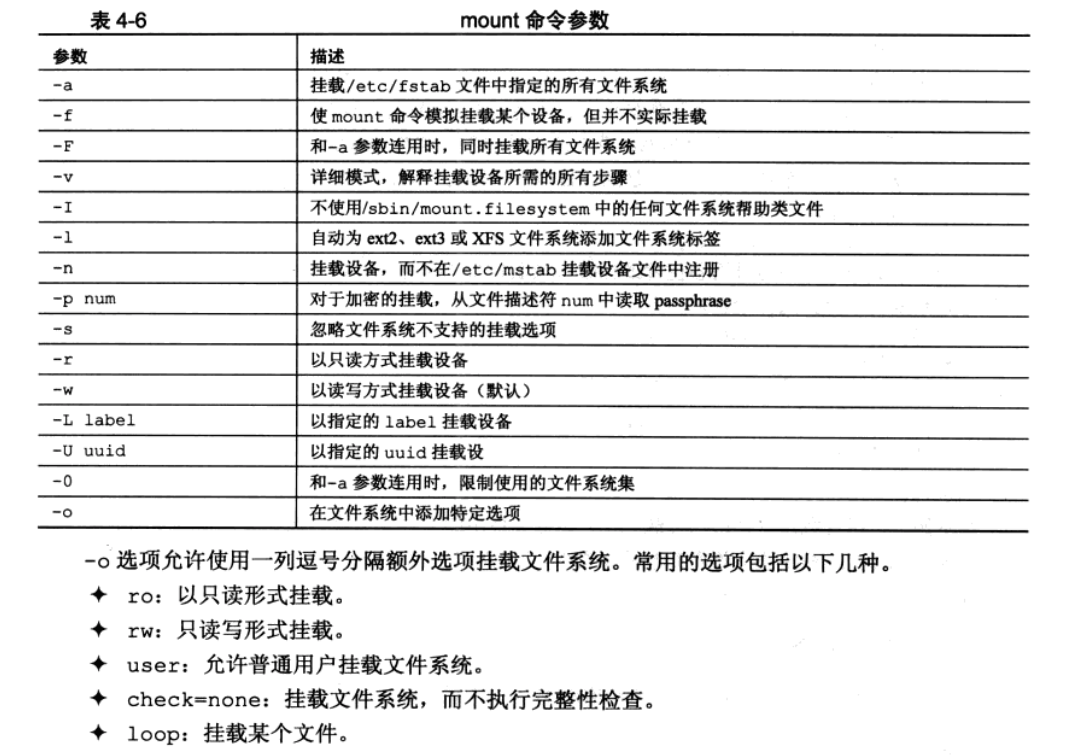 表 4-6 mount 命令参数
参数 描述
-a 挂载/etc/fstab 文件中指定的所有文件系统
-f 使 mount 命令模拟挂载某个设备，但并不实际挂载
-F 和-a 参数连用时，同时挂载所有文件系统
-v 详细模式，解释挂载设备所需的所有步骤
-I 不使用/sbin/mount.filesystem 中的任何文件系统帮助类文件
-l 自动为 ext2、ext3 或 XFS 文件系统添加文件系统标签
-n 挂载设备，而不在/etc/mstab 挂载设备文件中注册
-p num 对于加密的挂载，从文件描述符 num 中读取 passphrase
-s 忽略文件系统不支持的挂载选项
-r 以只读方式挂载设备
-w 以读写方式挂载设备（默认）
-L label 以指定的 label 挂载设备
-U uuid 以指定的 uuid 挂载设
-O 和-a 参数连用时，限制使用的文件系统集
-o 在文件系统中添加特定选项
-o 选项允许使用一列逗号分隔额外选项挂载文件系统。常用的选项包括以下几种。
✦ ro：以只读形式挂载。
✦ rw：只读写形式挂载。
✦ user：允许普通用户挂载文件系统。
✦ check=none：挂载文件系统，而不执行完整性检查。
✦ loop：挂载某个文件。